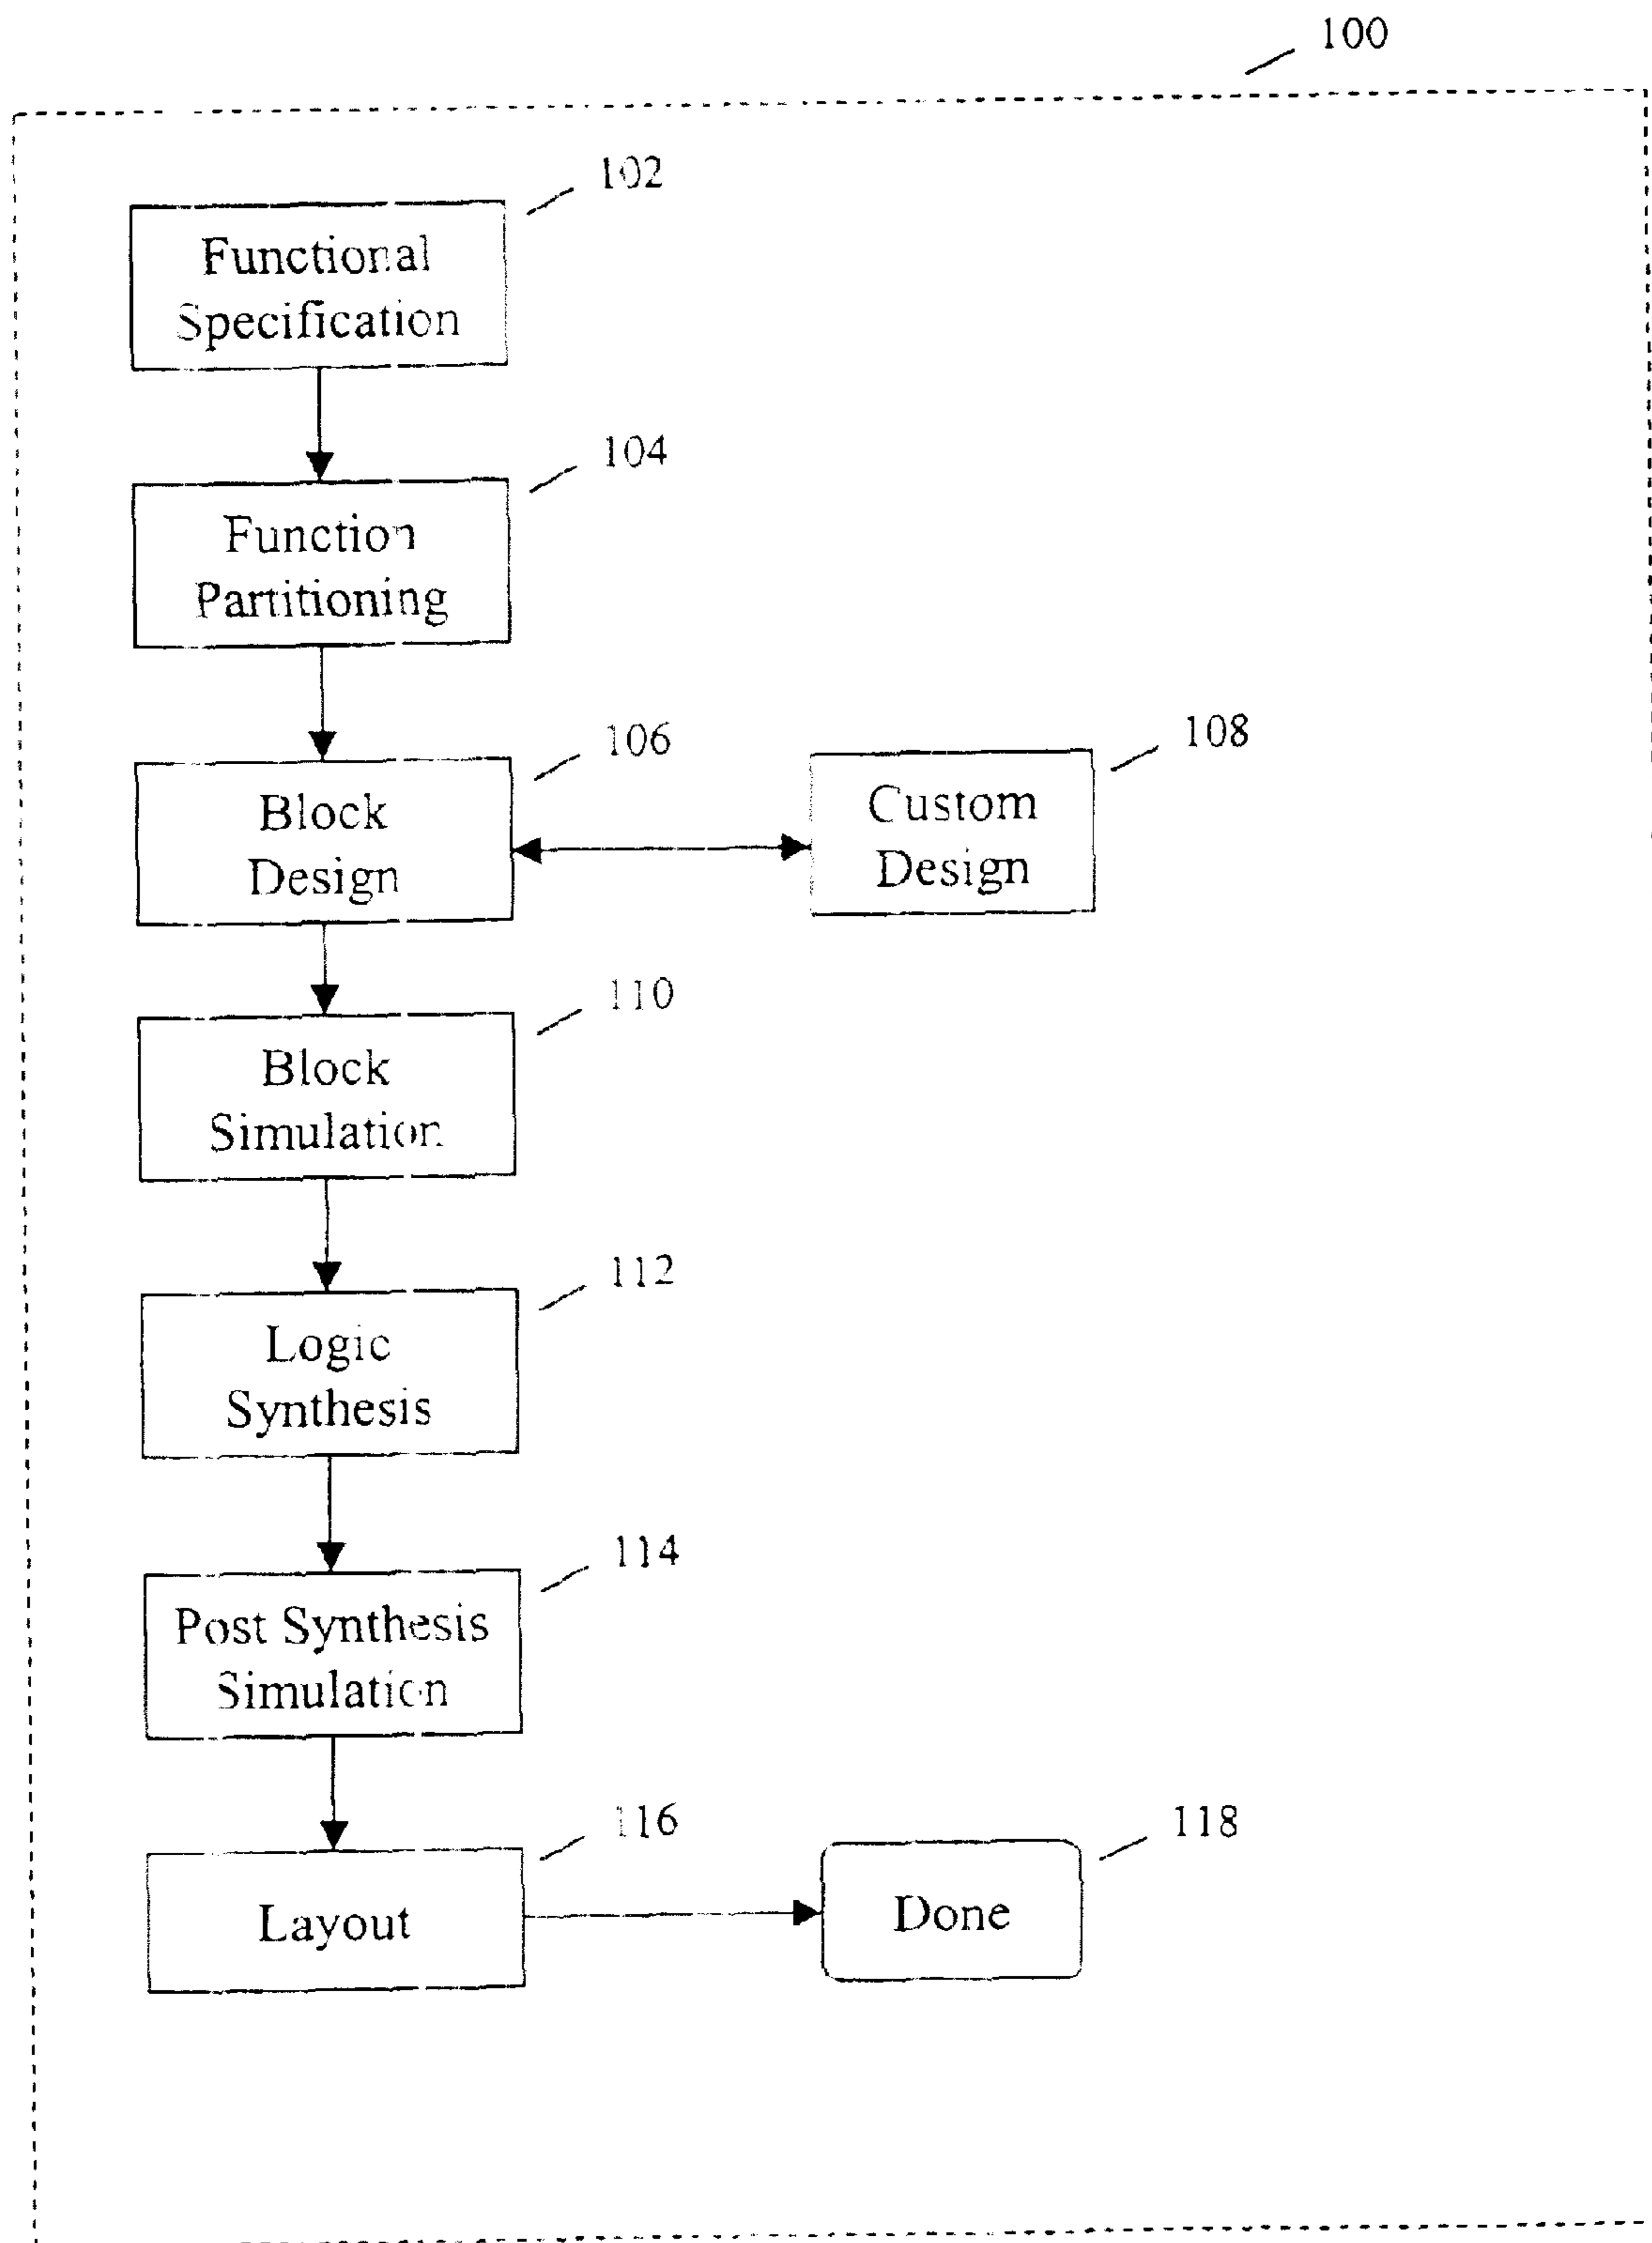 100
102
Functional
Specification
104
Function
Partitioning
106
Block
Design
108
Custom
Design
110
Block
Simulation
112
Logic
Synthesis
114
Post Synthesis
Simulation
116
Layout
118
Done